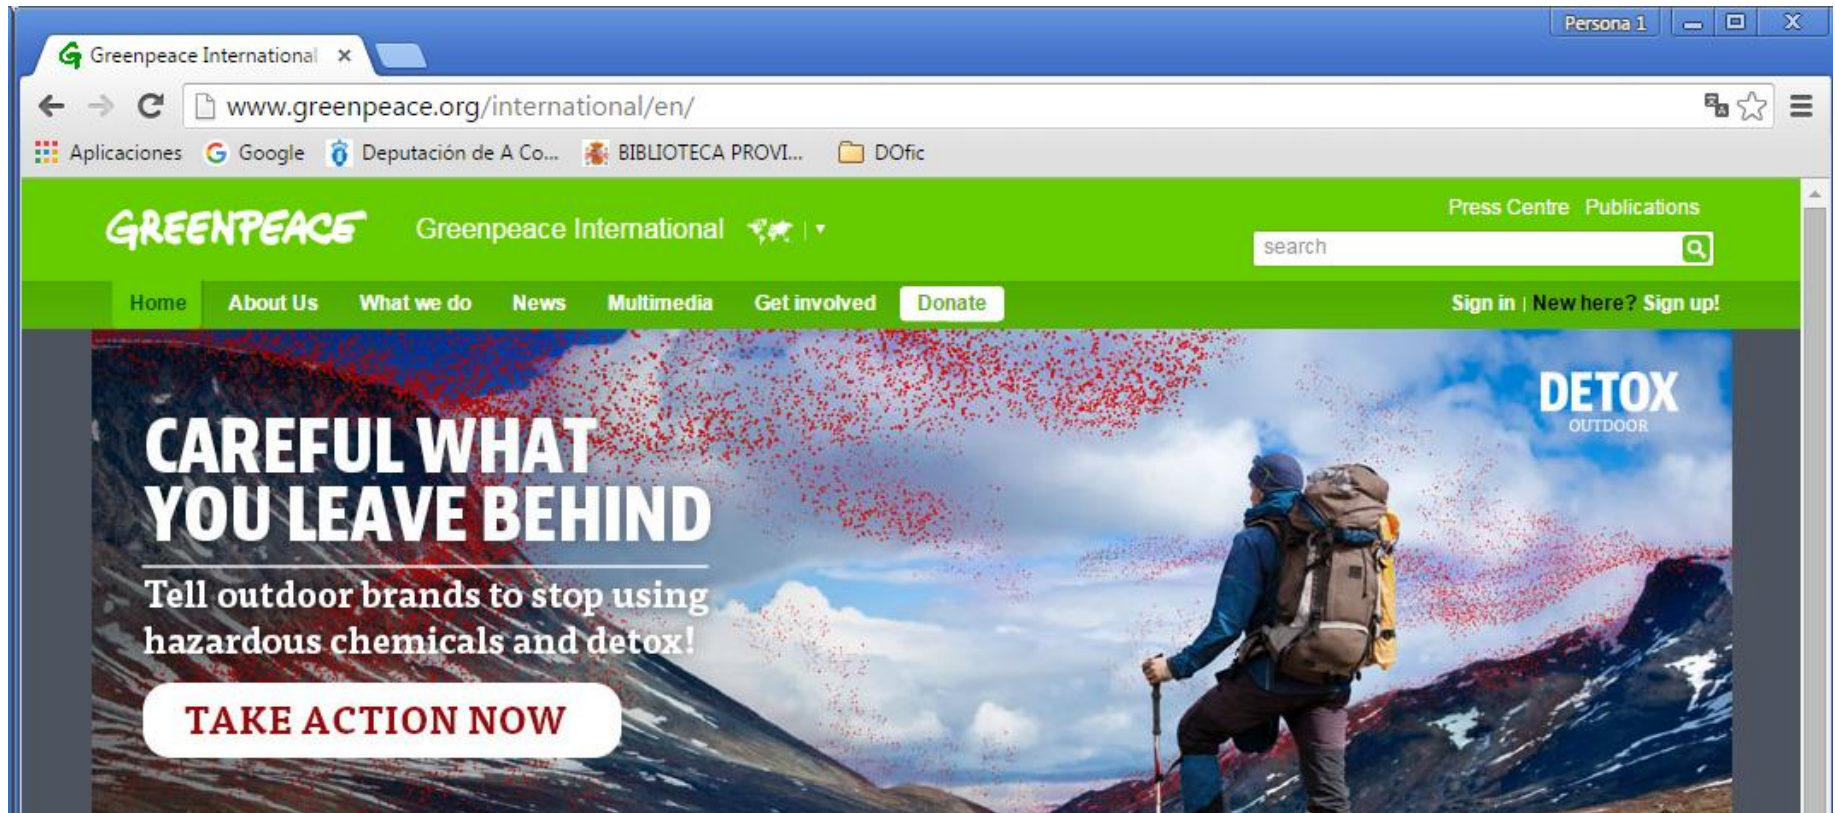 Persona 1
Greenpeace International
www.greenpeace.org/international/en/
Aplicaciones Google Deputación de A Co... BIBLIOTECA PROVI... DOfic
Press Centre Publications
GREENPEACE Greenpeace International
search
Home About Us What we do News Multimedia Get involved Donate Sign in | New here? Sign up!
DETOX
OUTDOOR
CAREFUL WHAT
YOU LEAVE BEHIND
Tell outdoor brands to stop using
hazardous chemicals and detox!
TAKE ACTION NOW